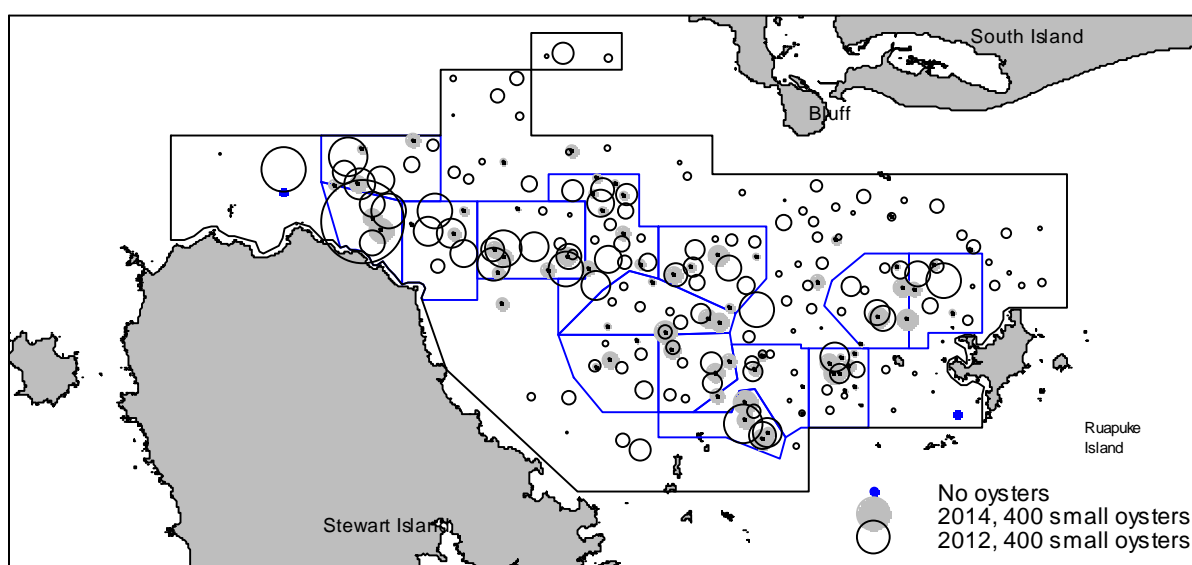 South Island
Bluff
Ruapuke
Island
Stewart Island
No oysters
2014, 400 small oysters
2012, 400 small oysters